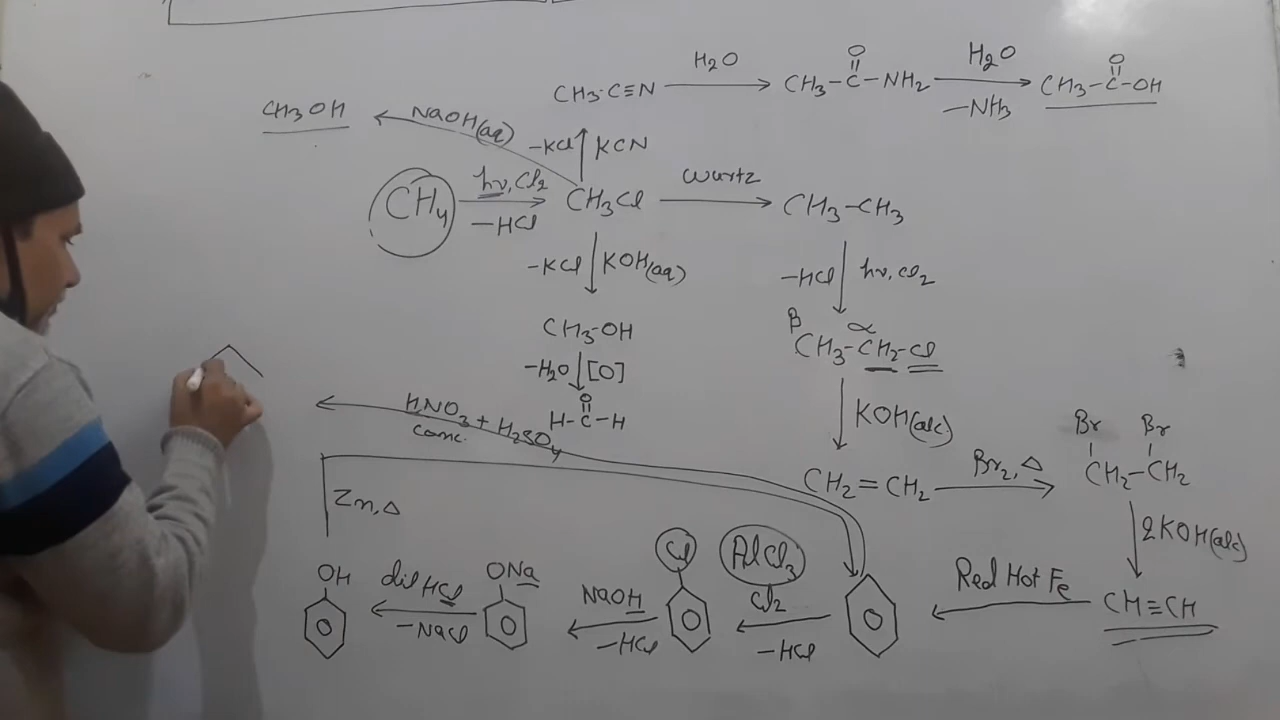 CH3·C≡N H2O CH3-C-NH2 H2O CH3-C-OH
O O
-NH3
CH3OH NaOH(aq) -KCl KCN
CH4 hν, Cl2 CH3Cl wurtz CH3-CH3
-HCl
-KCl KOH(aq) -HCl hν, Cl2
CH3-OH β α
CH3-CH2-Cl
-H2O [O]
O
H-C-H
KOH(alc)
HNO3 + H2SO4
Conc.
CH2=CH2 Br2, Δ Br Br
CH2-CH2
Zn, Δ
2KOH(alc)
OH dil HCl ONa NaOH Cl AlCl3 Red Hot Fe CH≡CH
-NaCl -HCl Cl2
-HCl